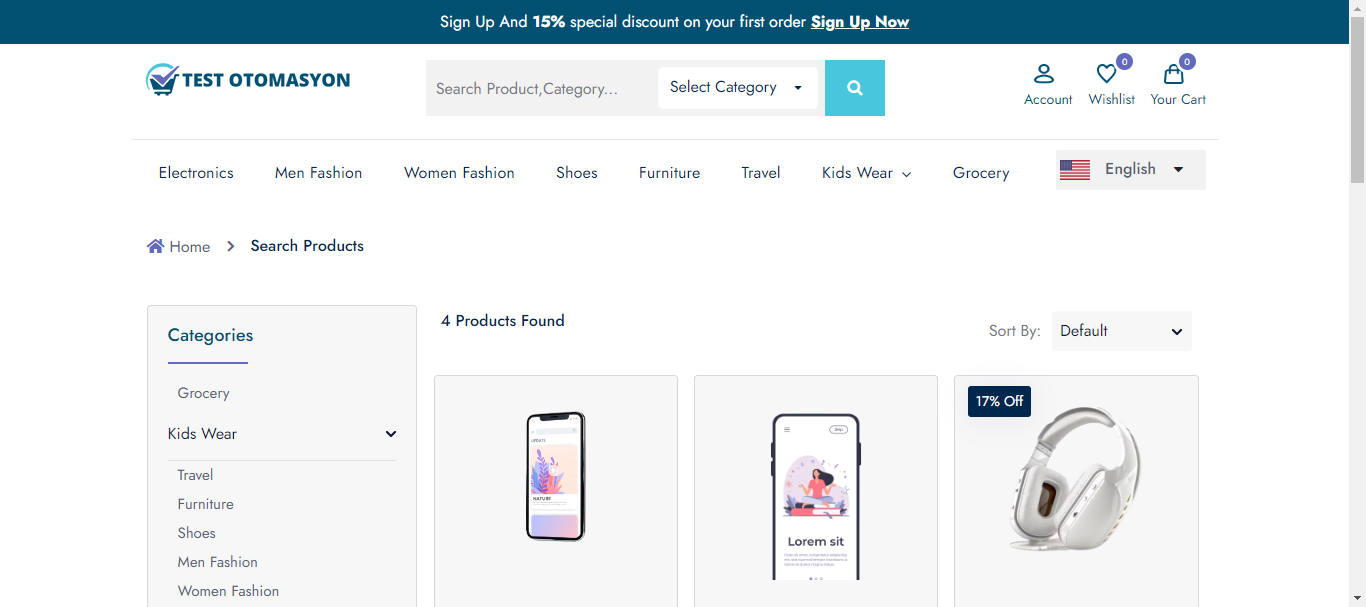 Sign Up And 15% special discount on your first order Sign Up Now
TEST OTOMASYON
Search Product,Category...
Select Category
0
0
Account
Wishlist
Your Cart
Electronics
Men Fashion
Women Fashion
Shoes
Furniture
Travel
Kids Wear
Grocery
English
Home
Search Products
Categories
Grocery
Kids Wear
Travel
Furniture
Shoes
Men Fashion
Women Fashion
4 Products Found
Sort By:
Default
UPDATE
NATURE
Skip
Lorem sit
17% Off